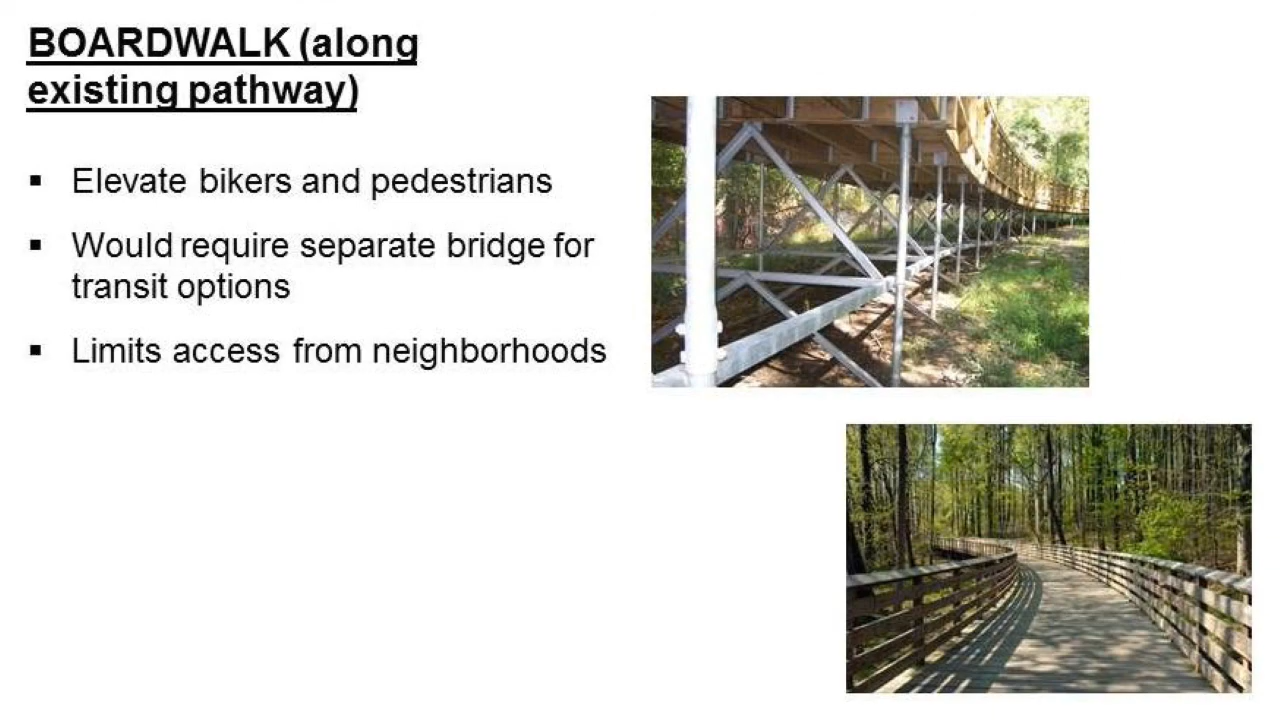 BOARDWALK (along
existing pathway)
▪ Elevate bikers and pedestrians
▪ Would require separate bridge for
transit options
▪ Limits access from neighborhoods